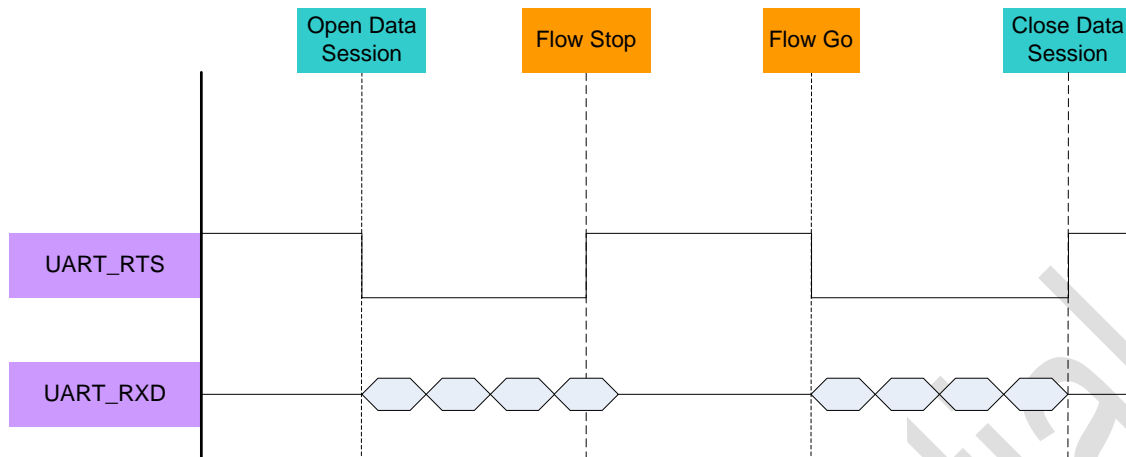 Open Data
Session
Flow Stop
Flow Go
Close Data
Session
UART_RTS
UART_RXD